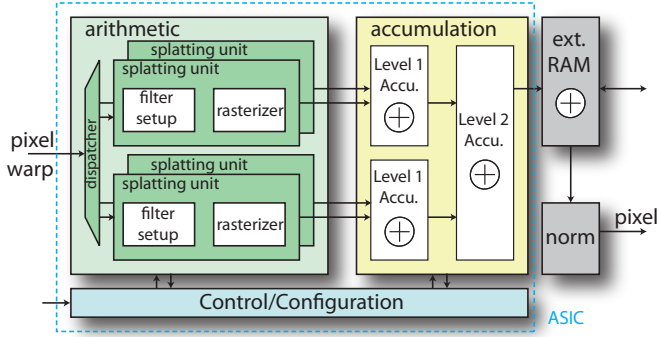 arithmetic
accumulation
ext.
RAM
splatting unit
splatting unit
filter
setup
rasterizer
Level 1
Accu.
Level 2
Accu.
pixel
warp
dispatcher
splatting unit
splatting unit
filter
setup
rasterizer
Level 1
Accu.
norm
pixel
Control/Configuration
ASIC